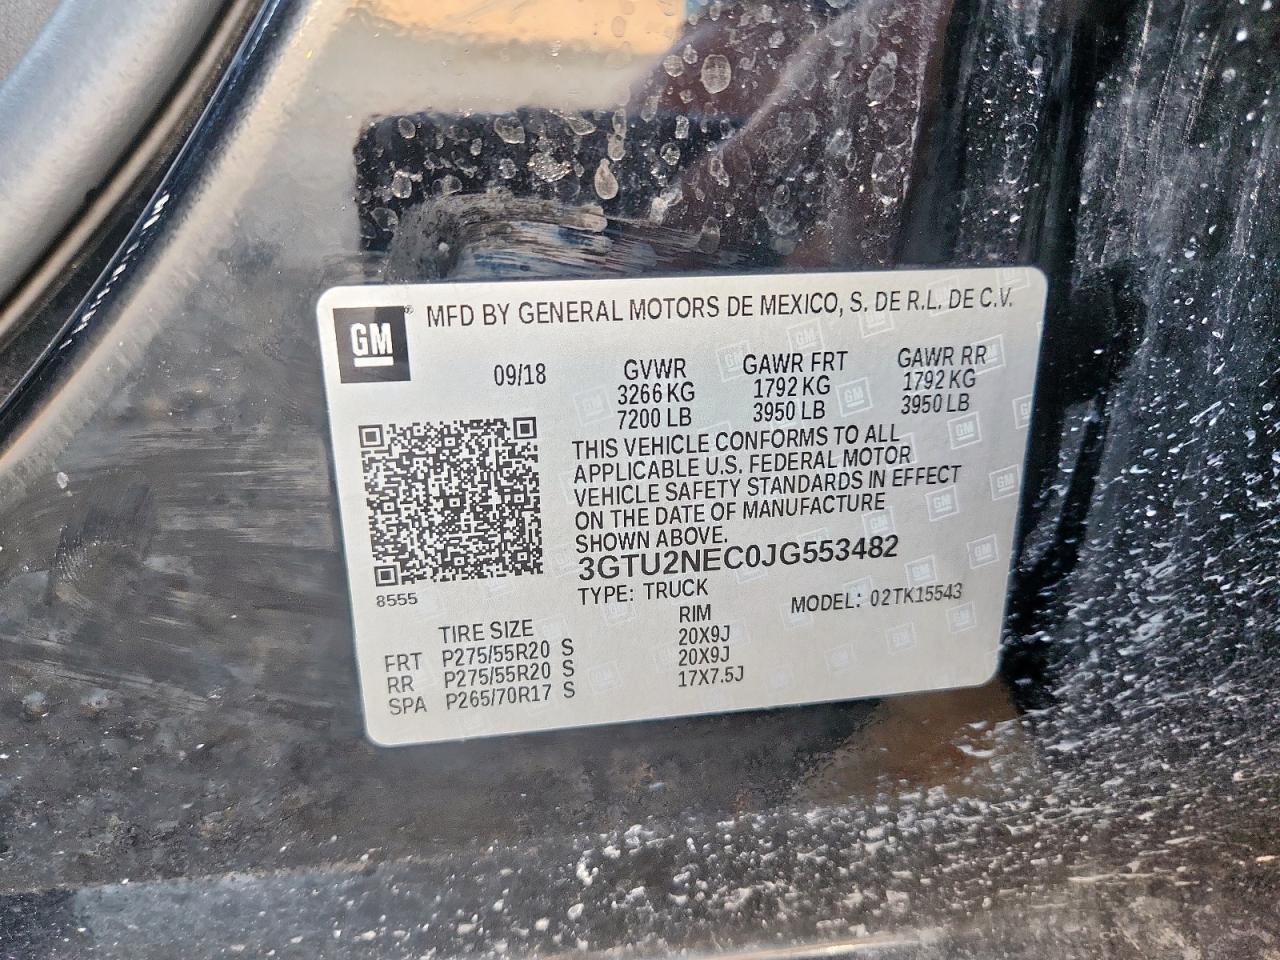 GM® MFD BY GENERAL MOTORS DE MEXICO, S. DE R.L. DE C.V.
09/18 GVWR GAWR FRT GAWR RR
3266 KG 1792 KG 1792 KG
7200 LB 3950 LB 3950 LB
THIS VEHICLE CONFORMS TO ALL
APPLICABLE U.S. FEDERAL MOTOR
VEHICLE SAFETY STANDARDS IN EFFECT
ON THE DATE OF MANUFACTURE
SHOWN ABOVE.
3GTU2NEC0JG553482
8555 TYPE: TRUCK MODEL: 02TK15543
TIRE SIZE RIM
FRT P275/55R20 S 20X9J
RR P275/55R20 S 20X9J
SPA P265/70R17 S 17X7.5J